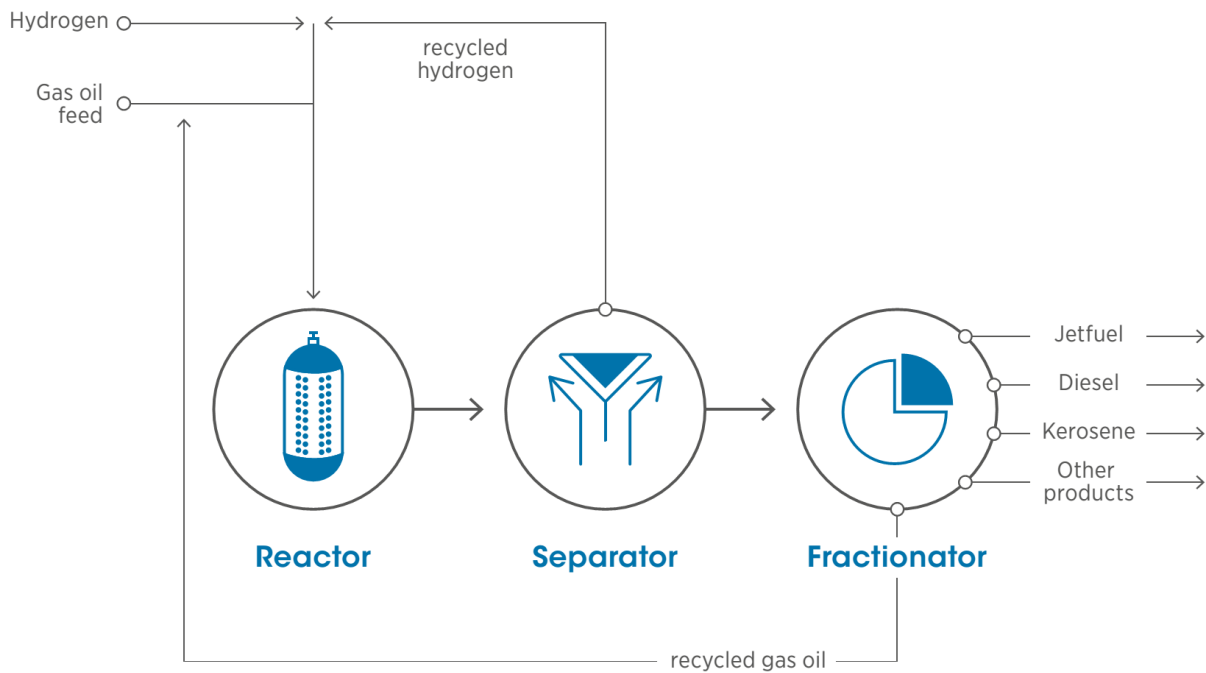 Hydrogen
recycled
hydrogen
Gas oil
feed
Jetfuel
Diesel
Kerosene
Other
products
Reactor
Separator
Fractionator
recycled gas oil